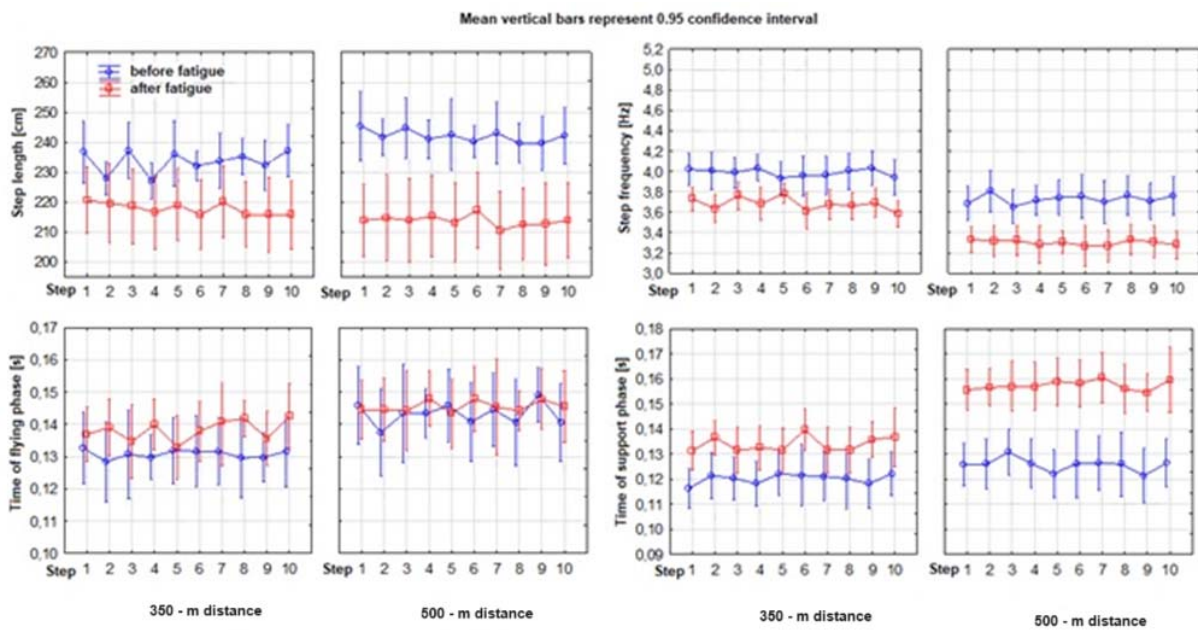 Mean vertical bars represent 0.95 confidence interval
Step length [cm]
270
260
250
240
230
220
210
200
before fatigue
after fatigue
Step 1 2 3 4 5 6 7 8 9 10
Step 1 2 3 4 5 6 7 8 9 10
Step frequency [Hz]
5,2
5,0
4,8
4,6
4,4
4,2
4,0
3,8
3,6
3,4
3,2
3,0
Step 1 2 3 4 5 6 7 8 9 10
Step 1 2 3 4 5 6 7 8 9 10
Time of flying phase [s]
0,17
0,16
0,15
0,14
0,13
0,12
0,11
0,10
Step 1 2 3 4 5 6 7 8 9 10
Step 1 2 3 4 5 6 7 8 9 10
Time of support phase [s]
0,18
0,17
0,16
0,15
0,14
0,13
0,12
0,11
0,10
0,09
Step 1 2 3 4 5 6 7 8 9 10
Step 1 2 3 4 5 6 7 8 9 10
350 - m distance
500 - m distance
350 - m distance
500 - m distance